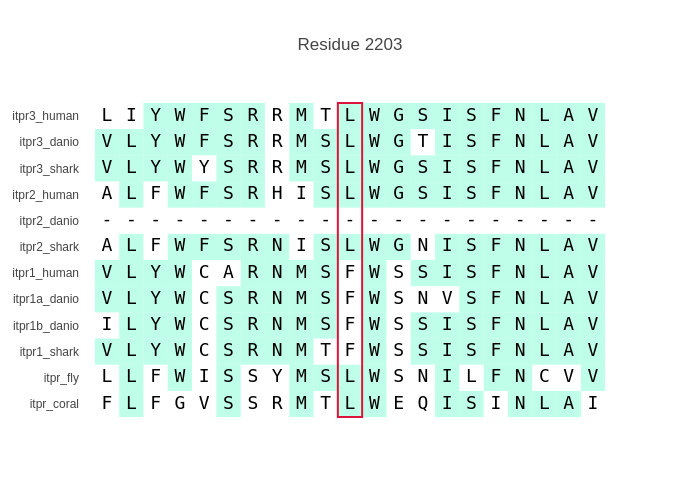 Residue 2203
itpr3_human L I Y W F S R R M T L W G S I S F N L A V
itpr3_danio V L Y W F S R R M S L W G T I S F N L A V
itpr3_shark V L Y W Y S R R M S L W G S I S F N L A V
itpr2_human A L F W F S R H I S L W G S I S F N L A V
itpr2_danio - - - - - - - - - - - - - - - - - - - - -
itpr2_shark A L F W F S R N I S L W G N I S F N L A V
itpr1_human V L Y W C A R N M S F W S S I S F N L A V
itpr1a_danio V L Y W C S R N M S F W S N V S F N L A V
itpr1b_danio I L Y W C S R N M S F W S S I S F N L A V
itpr1_shark V L Y W C S R N M T F W S S I S F N L A V
itpr_fly L L F W I S S Y M S L W S N I L F N C V V
itpr_coral F L F G V S S R M T L W E Q I S I N L A I